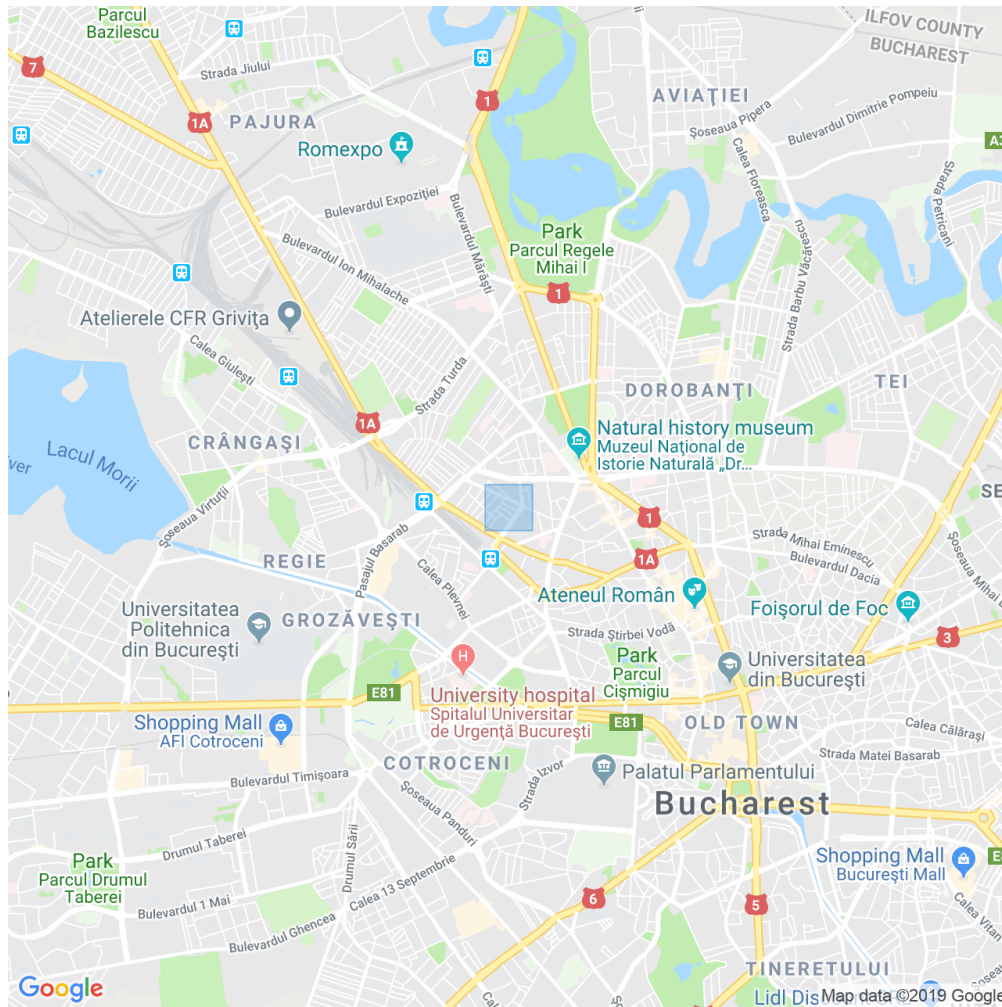 Parcul
Bazilescu
ILFOV COUNTY
BUCHAREST
7
Strada Jiului
1
AVIAŢIEI
Bulevardul Dimitrie Pompeiu
1A
PAJURA
Şoseaua Pipera
Romexpo
Calea Floreasca
Strada Petricani
Bulevardul Expoziţiei
Bulevardul Mărăşti
Strada Barbu Văcărescu
Park
Parcul Regele
Mihai I
Bulevardul Ion Mihalache
1
Atelierele CFR Griviţa
Calea Giuleşti
Strada Turda
DOROBANŢI
TEI
1A
CRÂNGAŞI
Natural history museum
Muzeul Naţional de
Istorie Naturală „Dr...
Lacul Morii
Şoseaua Virtuţii
1
Strada Mihai Eminescu
Pasajul Basarab
REGIE
Calea Plevnei
1A
Bulevardul Dacia
Şoseaua Mihai
Ateneul Român
Foişorul de Foc
Universitatea
Politehnica
din Bucureşti
GROZĂVEŞTI
Strada Ştirbei Vodă
3
H
Park
Parcul
Cişmigiu
Universitatea
din Bucureşti
E81
University hospital
Spitalul Universitar
de Urgenţă Bucureşti
Shopping Mall
AFI Cotroceni
E81
OLD TOWN
Calea Călăraşi
COTROCENI
Strada Izvor
Strada Matei Basarab
Bulevardul Timişoara
Palatul Parlamentului
Şoseaua Panduri
Bucharest
Drumul Taberei
Drumul Sării
Park
Parcul Drumul
Taberei
Calea 13 Septembrie
Shopping Mall
Bucureşti Mall
Bulevardul 1 Mai
6
5
Bulevardul Ghencea
Calea
TINERETULUI
Google
Lidl
Map data ©2019 Google